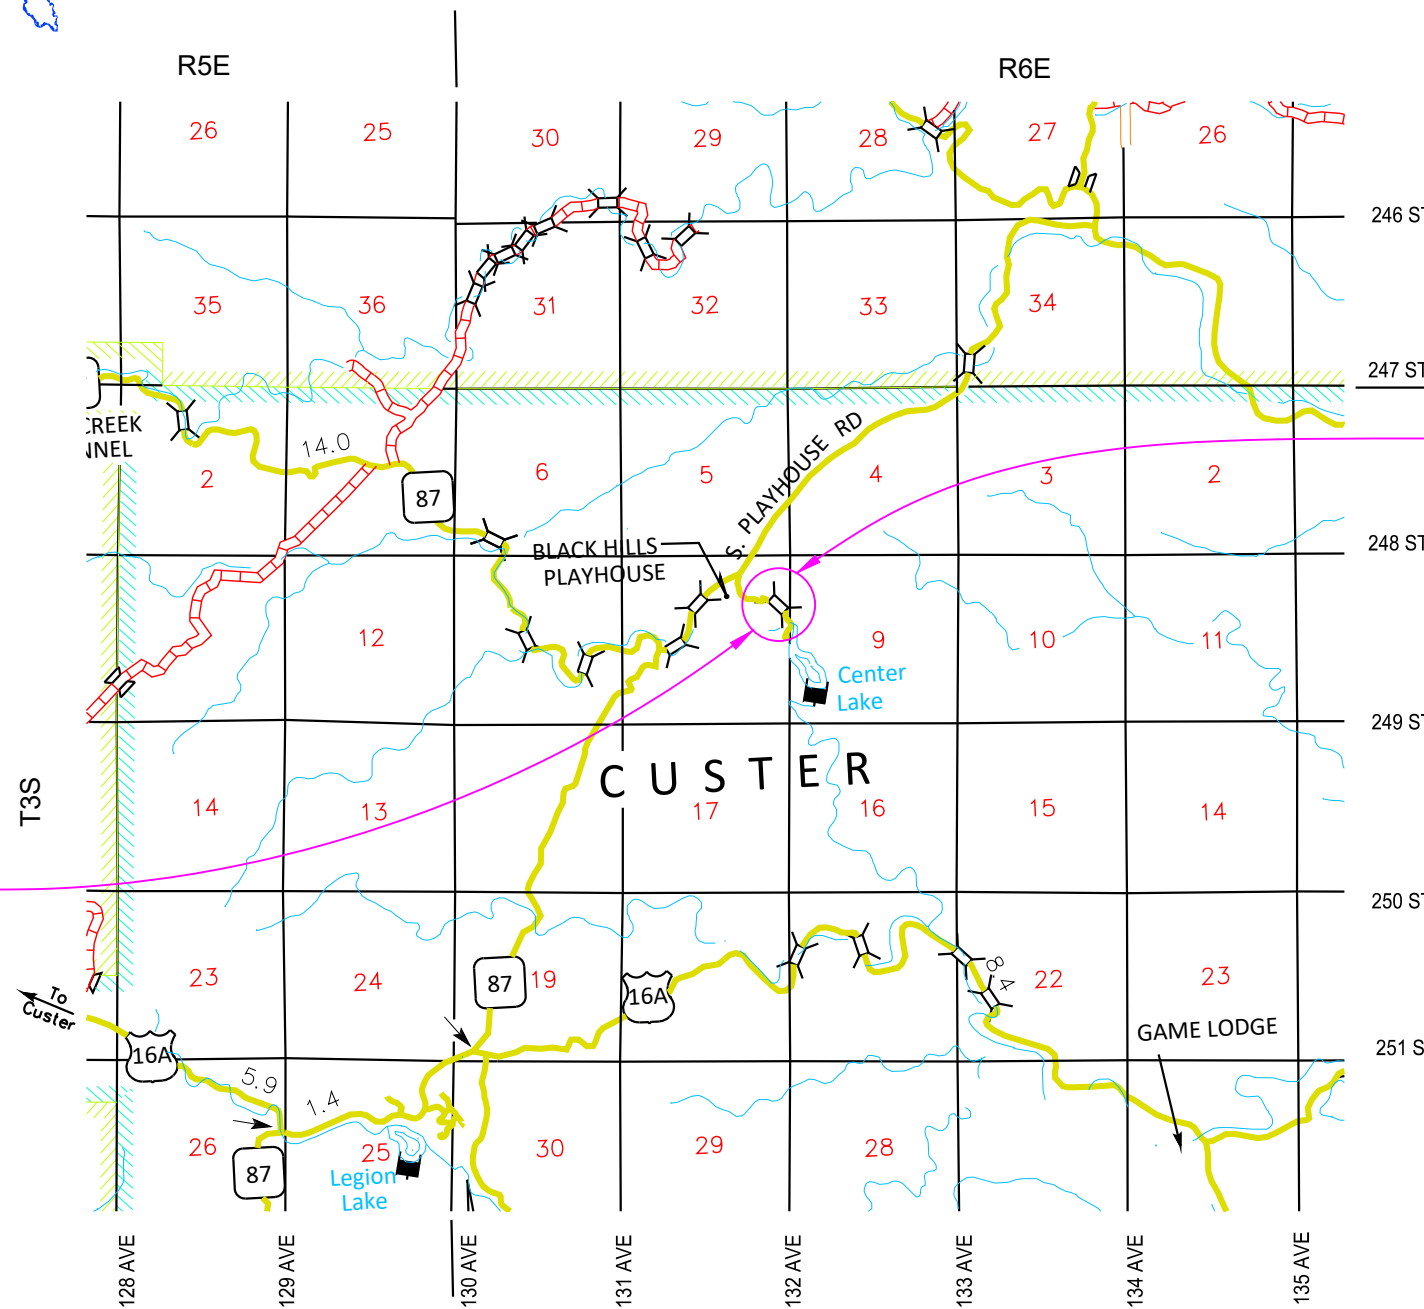 R5E
R6E
26
25
30
29
28
27
26
246 ST
35
36
31
32
33
34
247 ST
CREEK
NNEL
14.0
87
2
6
5
4
3
2
S. PLAYHOUSE RD
248 ST
BLACK HILLS
PLAYHOUSE
12
9
10
11
Center
Lake
249 ST
CUSTER
T3S
14
13
17
16
15
14
250 ST
23
24
87
19
16A
8.4
22
23
To
Custer
16A
GAME LODGE
251 S
5.9
1.4
26
25
30
29
28
87
Legion
Lake
128 AVE
129 AVE
130 AVE
131 AVE
132 AVE
133 AVE
134 AVE
135 AVE